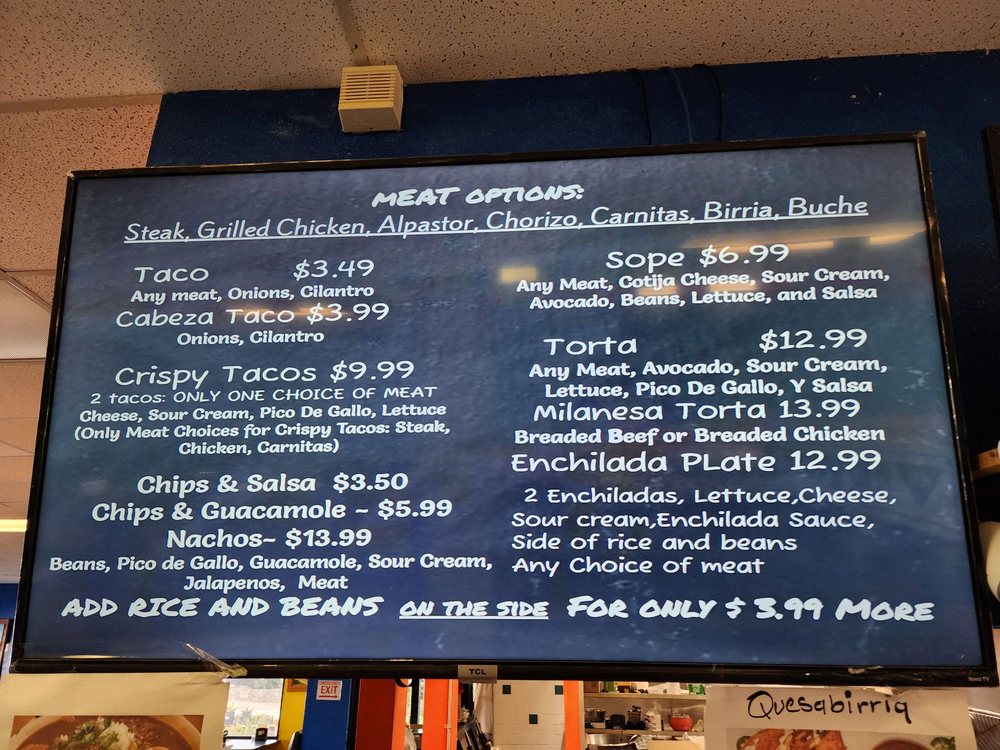 MEAT OPTIONS:
Steak, Grilled Chicken, Alpastor, Chorizo, Carnitas, Birria, Buche
Taco $3.49
Any meat, Onions, Cilantro
Cabeza Taco $3.99
Onions, Cilantro
Crispy Tacos $9.99
2 tacos: ONLY ONE CHOICE OF MEAT
Cheese, Sour Cream, Pico De Gallo, Lettuce
(Only Meat Choices for Crispy Tacos: Steak,
Chicken, Carnitas)
Chips & Salsa $3.50
Chips & Guacamole ~ $5.99
Nachos~ $13.99
Beans, Pico de Gallo, Guacamole, Sour Cream,
Jalapenos, Meat
Sope $6.99
Any Meat, Cotija Cheese, Sour Cream,
Avocado, Beans, Lettuce, and Salsa
Torta $12.99
Any Meat, Avocado, Sour Cream,
Lettuce, Pico De Gallo, Y Salsa
Milanesa Torta 13.99
Breaded Beef or Breaded Chicken
Enchilada PLate 12.99
2 Enchiladas, Lettuce,Cheese,
Sour cream,Enchilada Sauce,
Side of rice and beans
Any Choice of meat
ADD RICE AND BEANS ON THE SIDE FOR ONLY $ 3.99 MORE
TCL
Roku TV
EXIT
Quesabirria